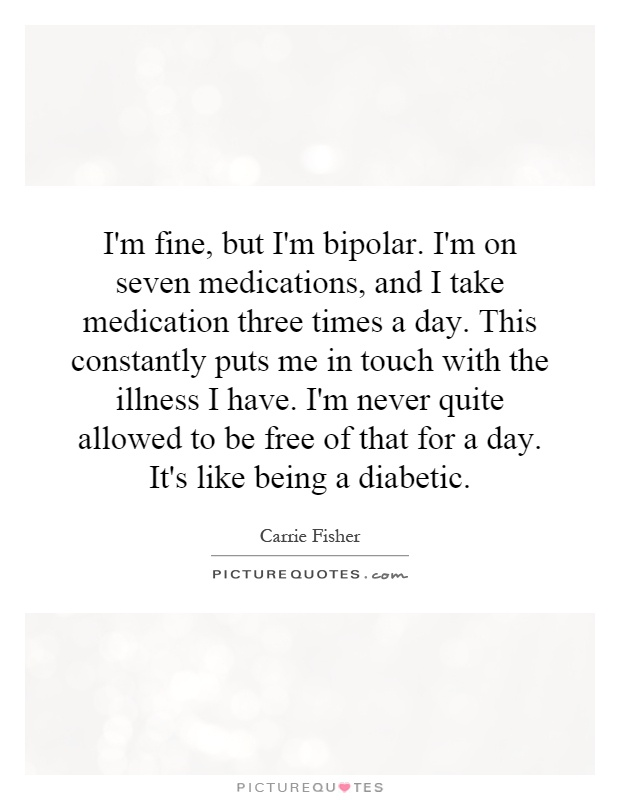 I'm fine, but I'm bipolar. I'm on
seven medications, and I take
medication three times a day. This
constantly puts me in touch with the
illness I have. I'm never quite
allowed to be free of that for a day.
It's like being a diabetic.
Carrie Fisher
PICTUREQUOTES.com
PICTUREQU♥TES